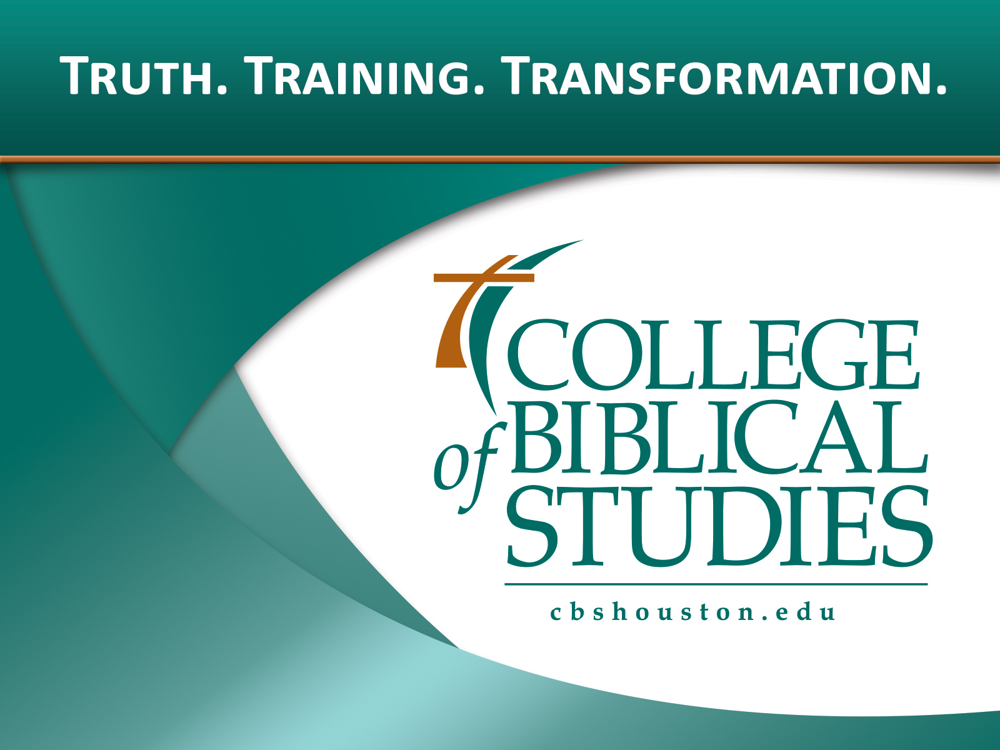 Truth. Training. Transformation.
COLLEGE
of BIBLICAL
STUDIES
cbshouston.edu